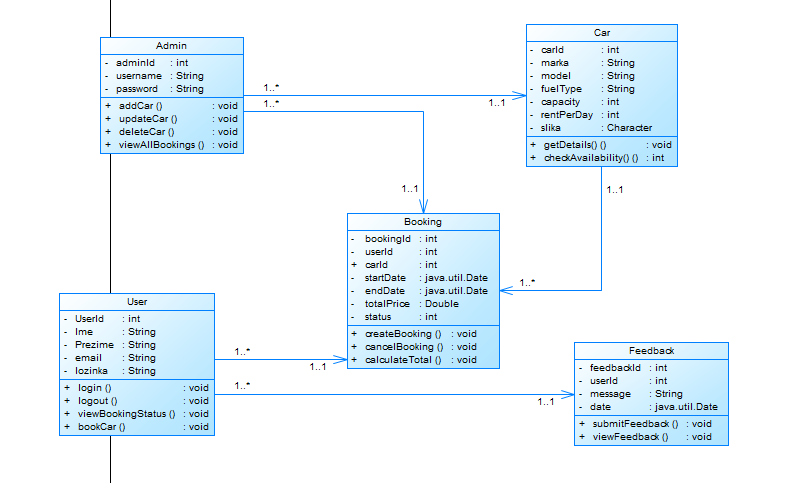 Admin
- adminId : int
- username : String
- password : String
+ addCar () : void
+ updateCar () : void
+ deleteCar () : void
+ viewAllBookings () : void
Car
- carId : int
- marka : String
- model : String
- fuelType : String
- capacity : int
- rentPerDay : int
- slika : Character
+ getDetails() () : void
+ checkAvailability() () : int
1..*
1..1
1..*
1..1
1..1
1..*
Booking
- bookingId : int
- userId : int
+ carId : int
- startDate : java.util.Date
- endDate : java.util.Date
- totalPrice : Double
- status : int
+ createBooking () : void
+ cancelBooking () : void
+ calculateTotal () : void
User
- UserId : int
- Ime : String
- Prezime : String
- email : String
- lozinka : String
+ login () : void
+ logout () : void
+ viewBookingStatus () : void
+ bookCar () : void
1..*
1..1
1..*
1..1
Feedback
- feedbackId : int
- userId : int
- message : String
- date : java.util.Date
+ submitFeedback () : void
+ viewFeedback () : void